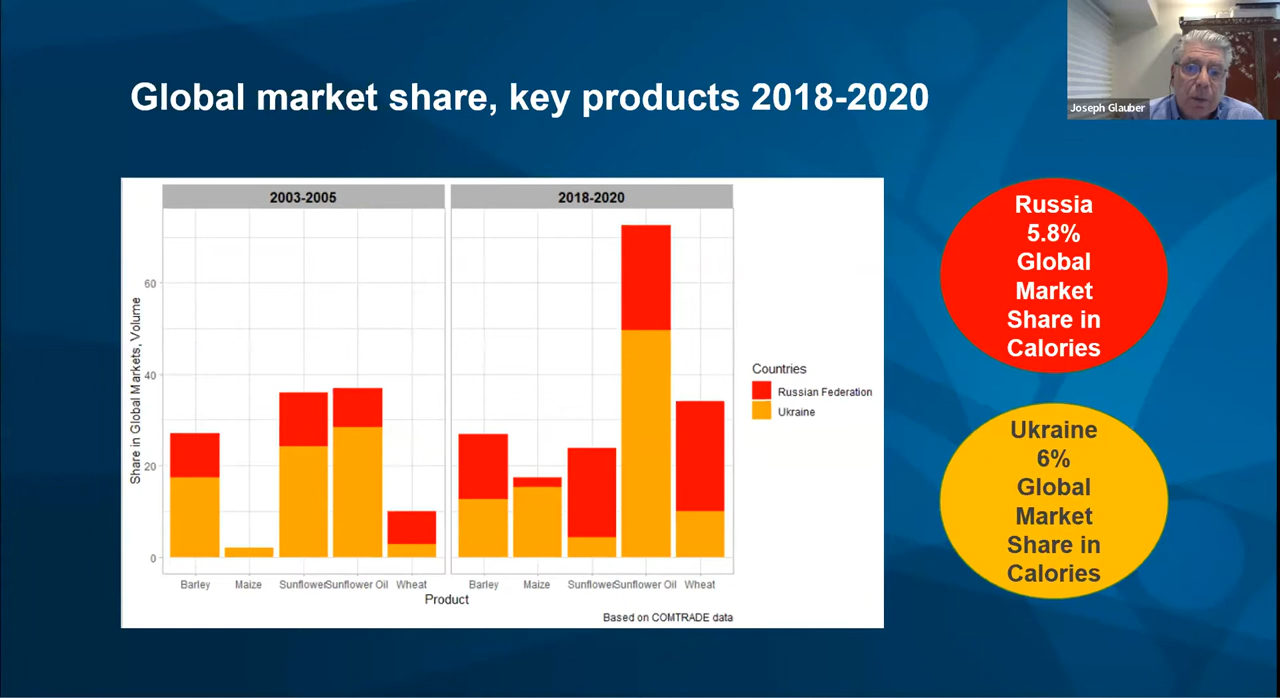 Global market share, key products 2018-2020
Joseph Glauber
2003-2005
2018-2020
Share in Global Markets, Volume
60
40
20
0
Barley
Maize
Sunflower
Sunflower Oil
Wheat
Barley
Maize
Sunflower
Sunflower Oil
Wheat
Product
Based on COMTRADE data
Countries
Russian Federation
Ukraine
Russia
5.8%
Global
Market
Share in
Calories
Ukraine
6%
Global
Market
Share in
Calories